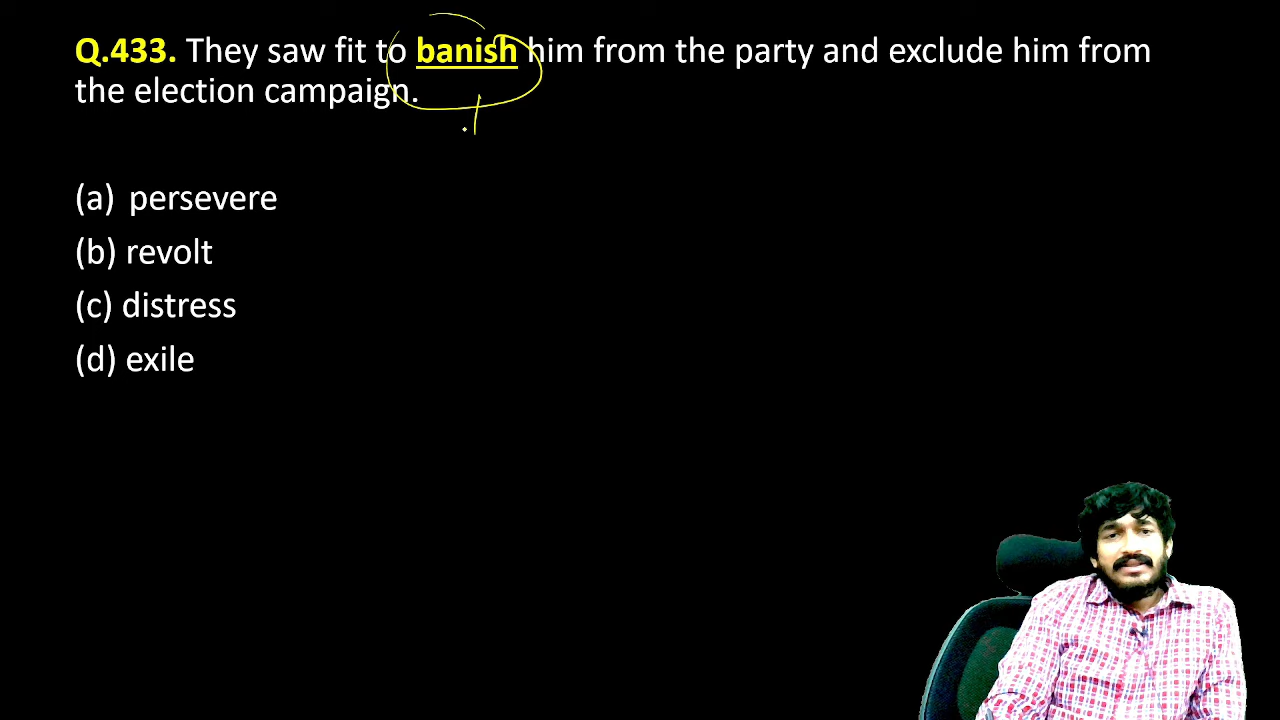 Q.433. They saw fit to banish him from the party and exclude him from
the election campaign.
(a) persevere
(b) revolt
(c) distress
(d) exile